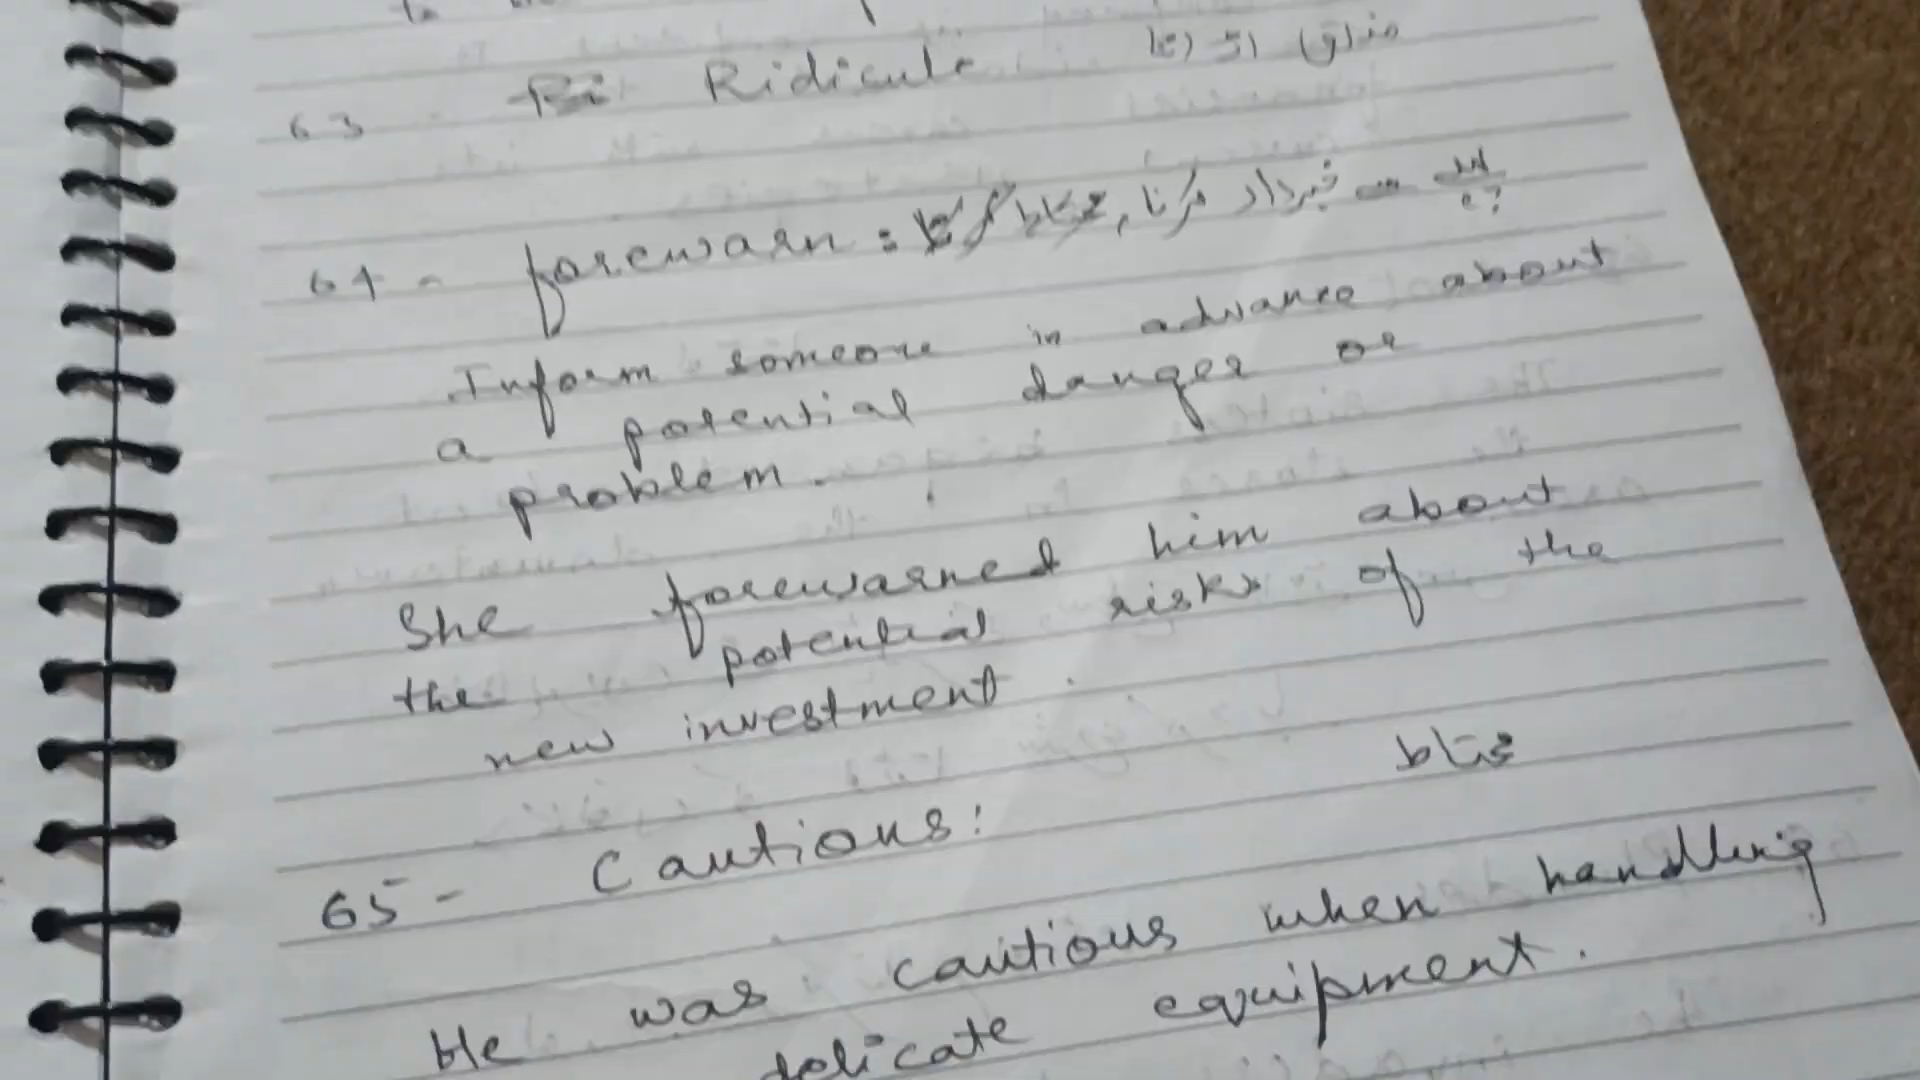 63 - Ridicule مذاق اڑانا
64 - forewarn : خبردار کرنا, پہلے سے
Inform someone in advance about
a potential danger or
problem.
She forewarned him about
the potential risks of the
new investment.
65 - Cautious: محتاط
He was cautious when handling
delicate equipment.